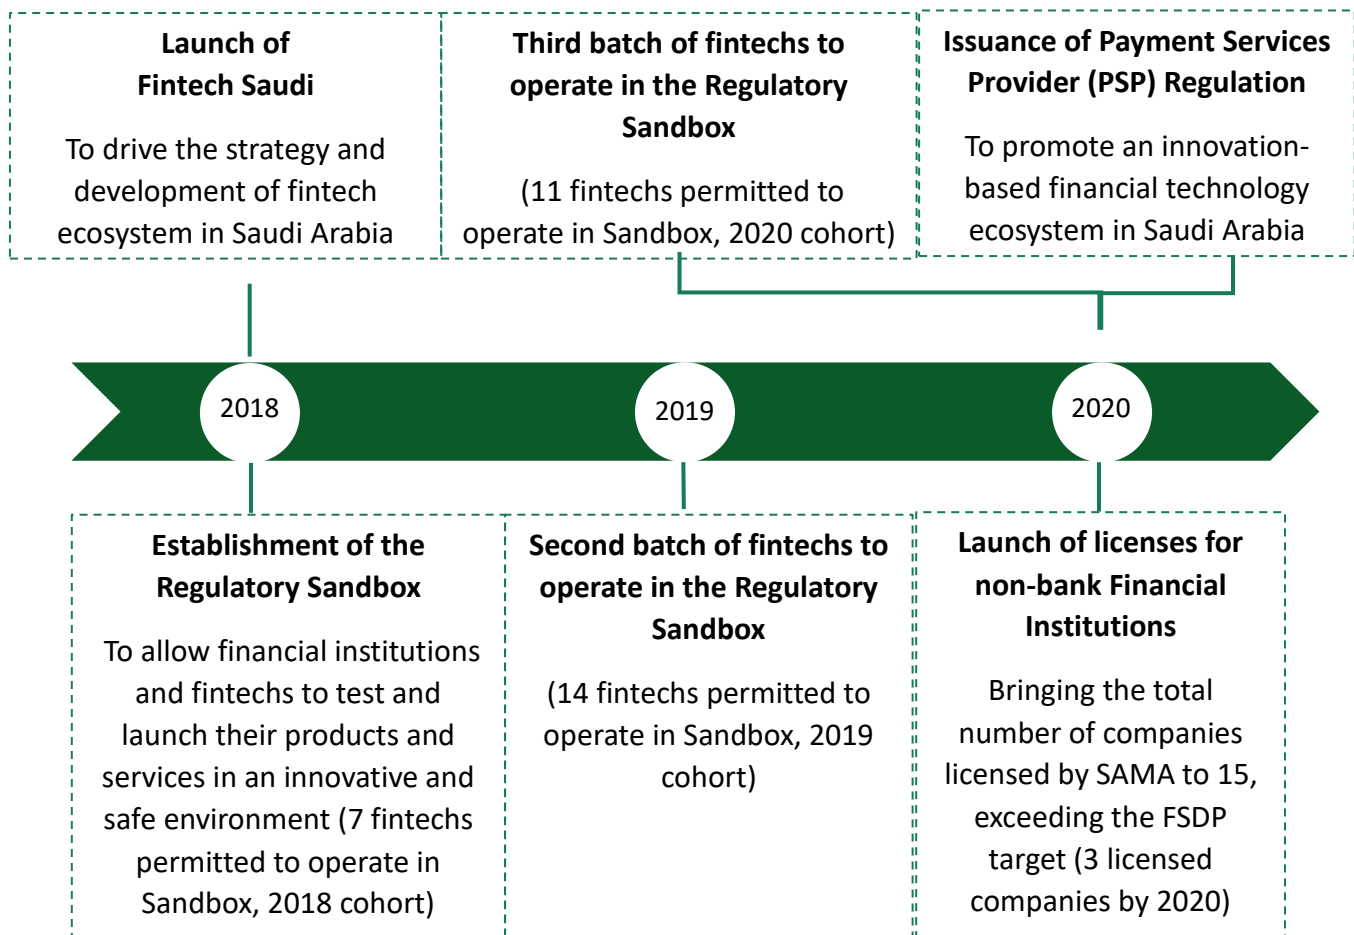 Launch of
Fintech Saudi
To drive the strategy and
development of fintech
ecosystem in Saudi Arabia
Third batch of fintechs to
operate in the Regulatory
Sandbox
(11 fintechs permitted to
operate in Sandbox, 2020 cohort)
Issuance of Payment Services
Provider (PSP) Regulation
To promote an innovation-
based financial technology
ecosystem in Saudi Arabia
2018
2019
2020
Establishment of the
Regulatory Sandbox
To allow financial institutions
and fintechs to test and
launch their products and
services in an innovative and
safe environment (7 fintechs
permitted to operate in
Sandbox, 2018 cohort)
Second batch of fintechs to
operate in the Regulatory
Sandbox
(14 fintechs permitted to
operate in Sandbox, 2019
cohort)
Launch of licenses for
non-bank Financial
Institutions
Bringing the total
number of companies
licensed by SAMA to 15,
exceeding the FSDP
target (3 licensed
companies by 2020)